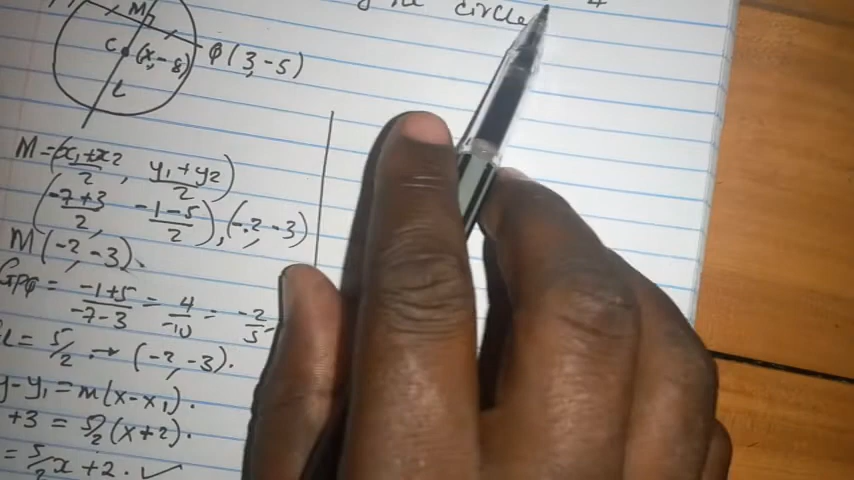 circle
M
C (x, -8) Q(3, -5)
L
M = (x₁+x₂/2, y₁+y₂/2)
(-7+3/2, -1-5/2), (-2, -3)
M(-2, -3).
= -1+5/-7-3 = 4/-10 = -2/5
= 5/2 → (-2, -3).
y-y₁ = m(x-x₁).
+3 = 5/2(x+2).
= 5/2x+2. ✓